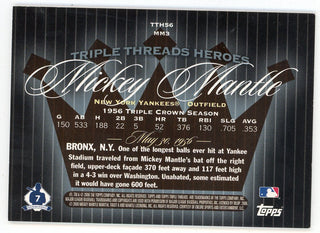 TTH56
MM3
TRIPLE THREADS HEROES
Mickey Mantle
NEW YORK YANKEES® OUTFIELD
1956 TRIPLE CROWN SEASON
G AB H 2B 3B HR R RBI SLG AVG
150 533 188 22 5 52 376 130 .705 .353
May 30, 1956
BRONX, N.Y. One of the longest balls ever hit at Yankee
Stadium traveled from Mickey Mantle's bat off the right
field, upper-deck façade 370 feet away and 117 feet high
in a 4-3 win over Washington. Unabated, some estimated
it would have gone 600 feet.
7
Topps